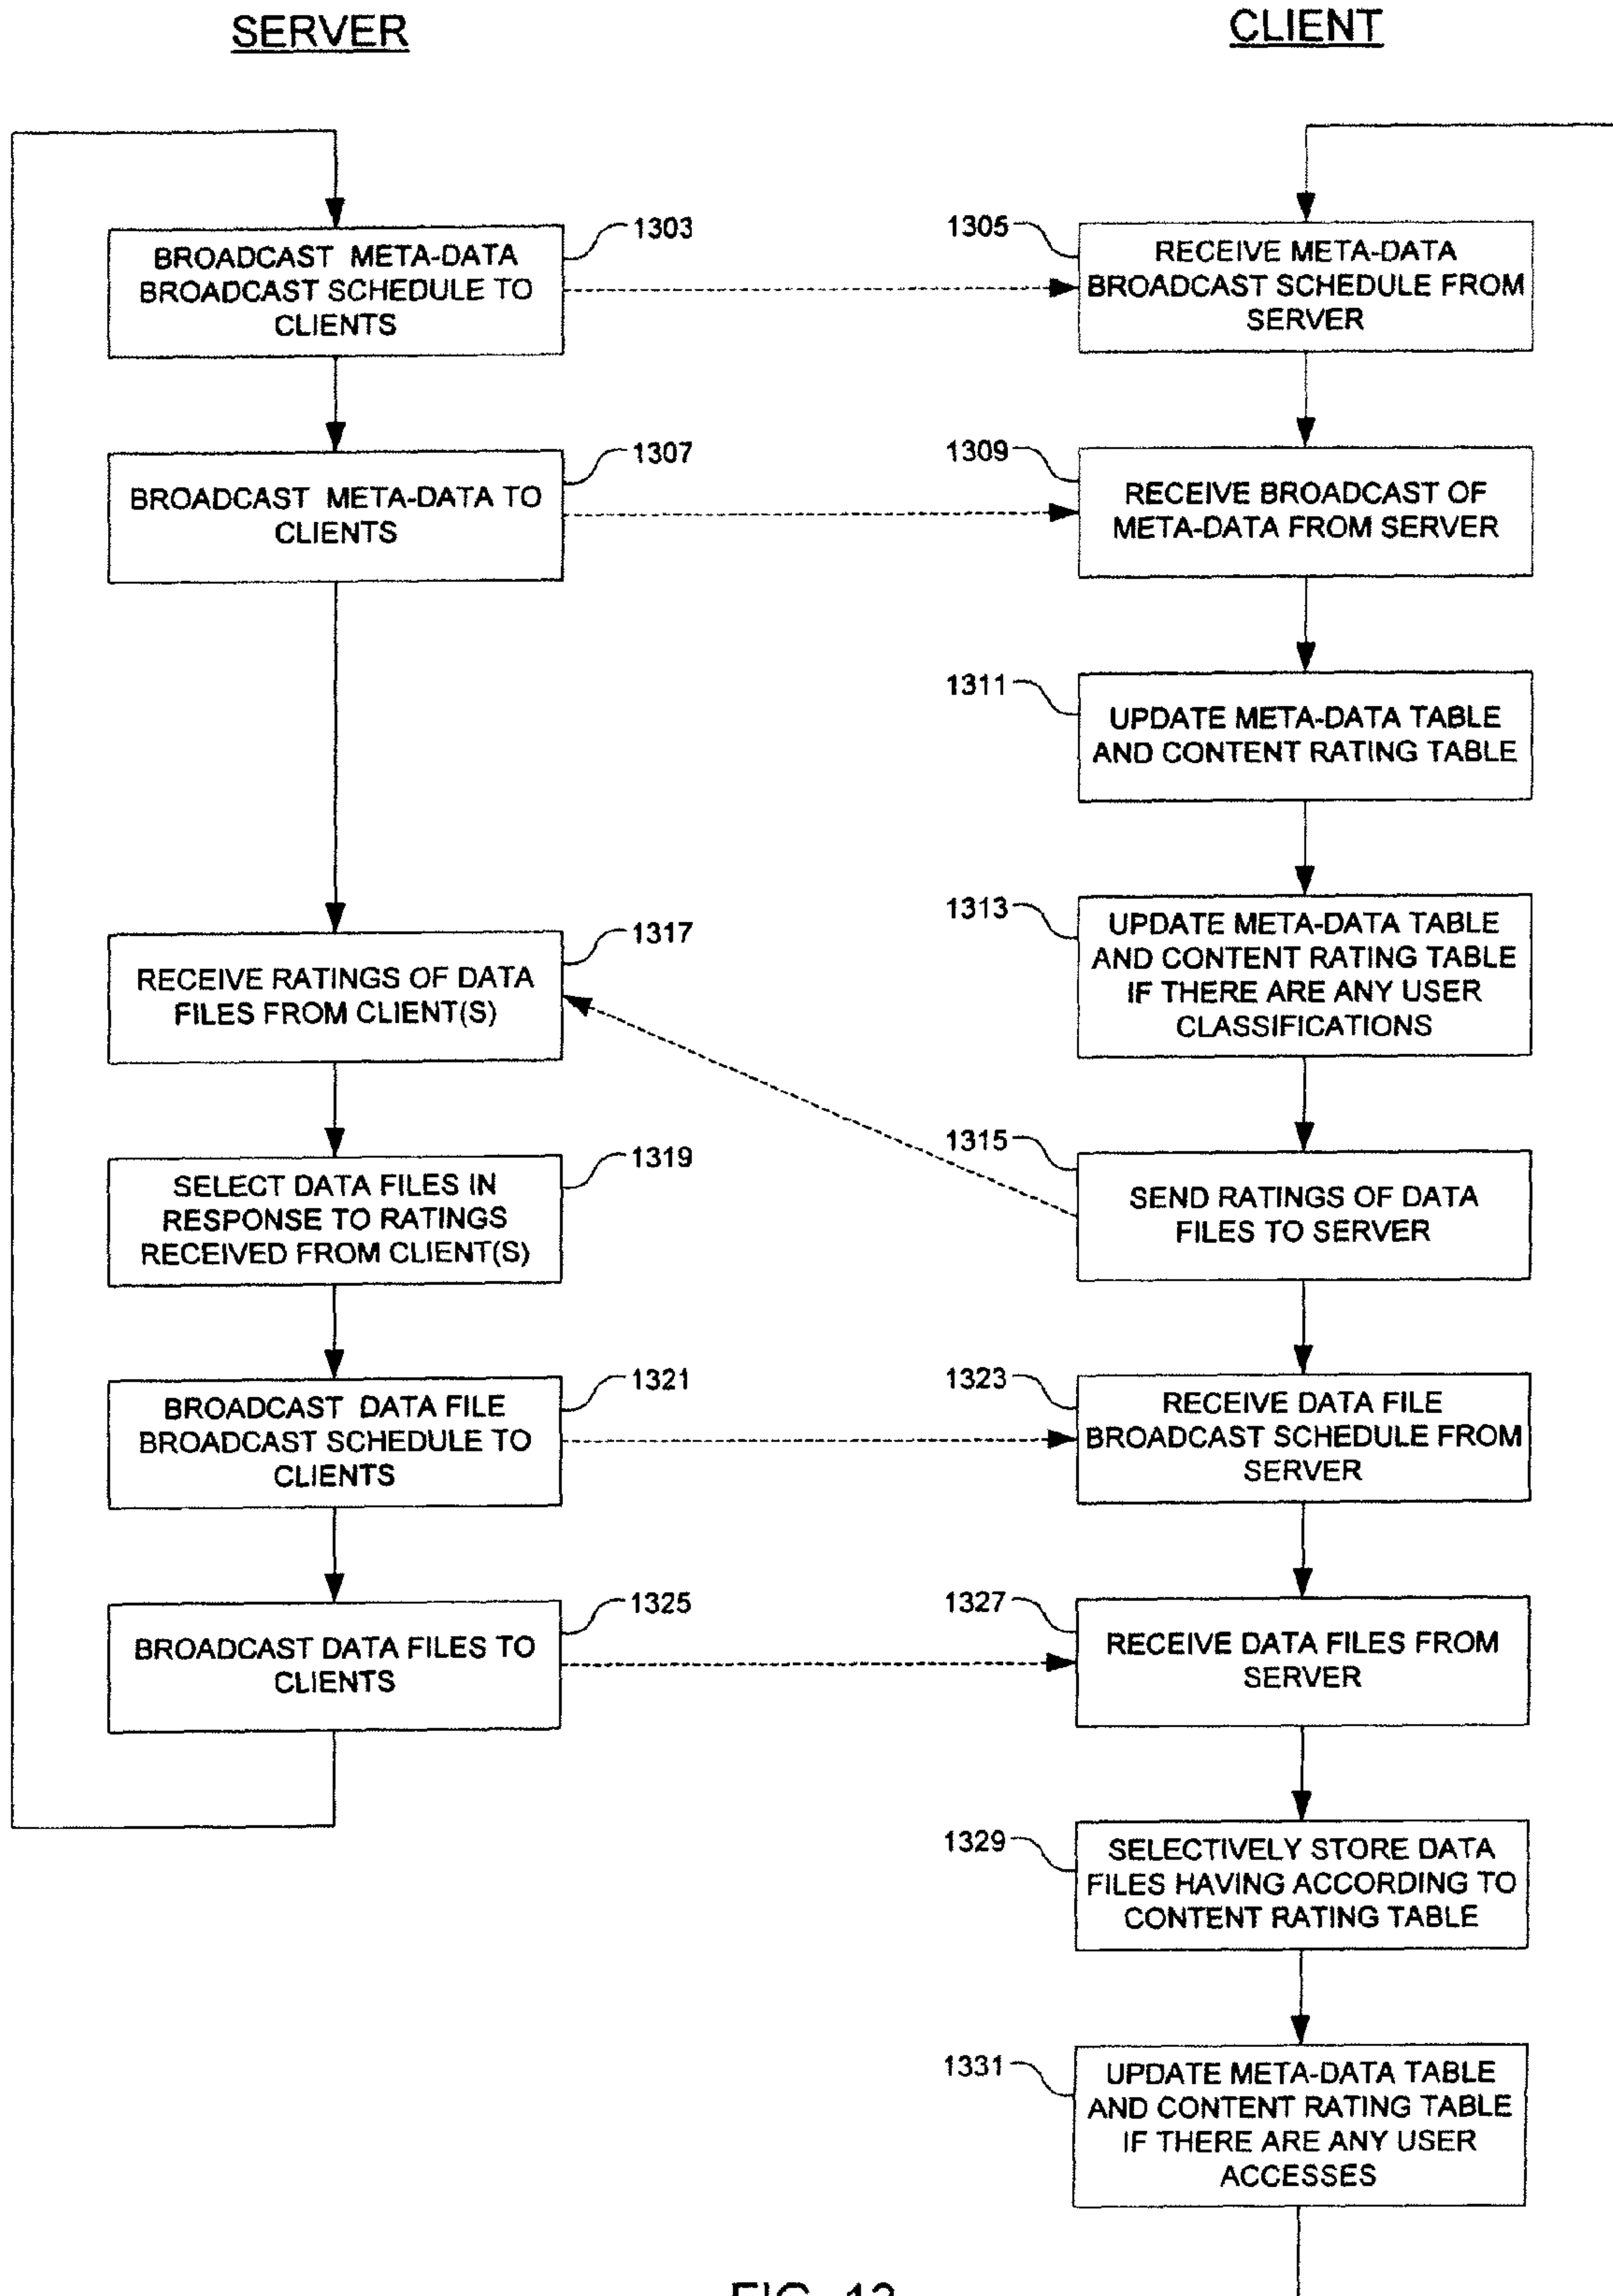 SERVER
CLIENT
1303
BROADCAST META-DATA
BROADCAST SCHEDULE TO
CLIENTS
1305
RECEIVE META-DATA
BROADCAST SCHEDULE FROM
SERVER
1307
BROADCAST META-DATA TO
CLIENTS
1309
RECEIVE BROADCAST OF
META-DATA FROM SERVER
1311
UPDATE META-DATA TABLE
AND CONTENT RATING TABLE
1313
UPDATE META-DATA TABLE
AND CONTENT RATING TABLE
IF THERE ARE ANY USER
CLASSIFICATIONS
1317
RECEIVE RATINGS OF DATA
FILES FROM CLIENT(S)
1315
SEND RATINGS OF DATA
FILES TO SERVER
1319
SELECT DATA FILES IN
RESPONSE TO RATINGS
RECEIVED FROM CLIENT(S)
1321
BROADCAST DATA FILE
BROADCAST SCHEDULE TO
CLIENTS
1323
RECEIVE DATA FILE
BROADCAST SCHEDULE FROM
SERVER
1325
BROADCAST DATA FILES TO
CLIENTS
1327
RECEIVE DATA FILES FROM
SERVER
1329
SELECTIVELY STORE DATA
FILES HAVING ACCORDING TO
CONTENT RATING TABLE
1331
UPDATE META-DATA TABLE
AND CONTENT RATING TABLE
IF THERE ARE ANY USER
ACCESSES